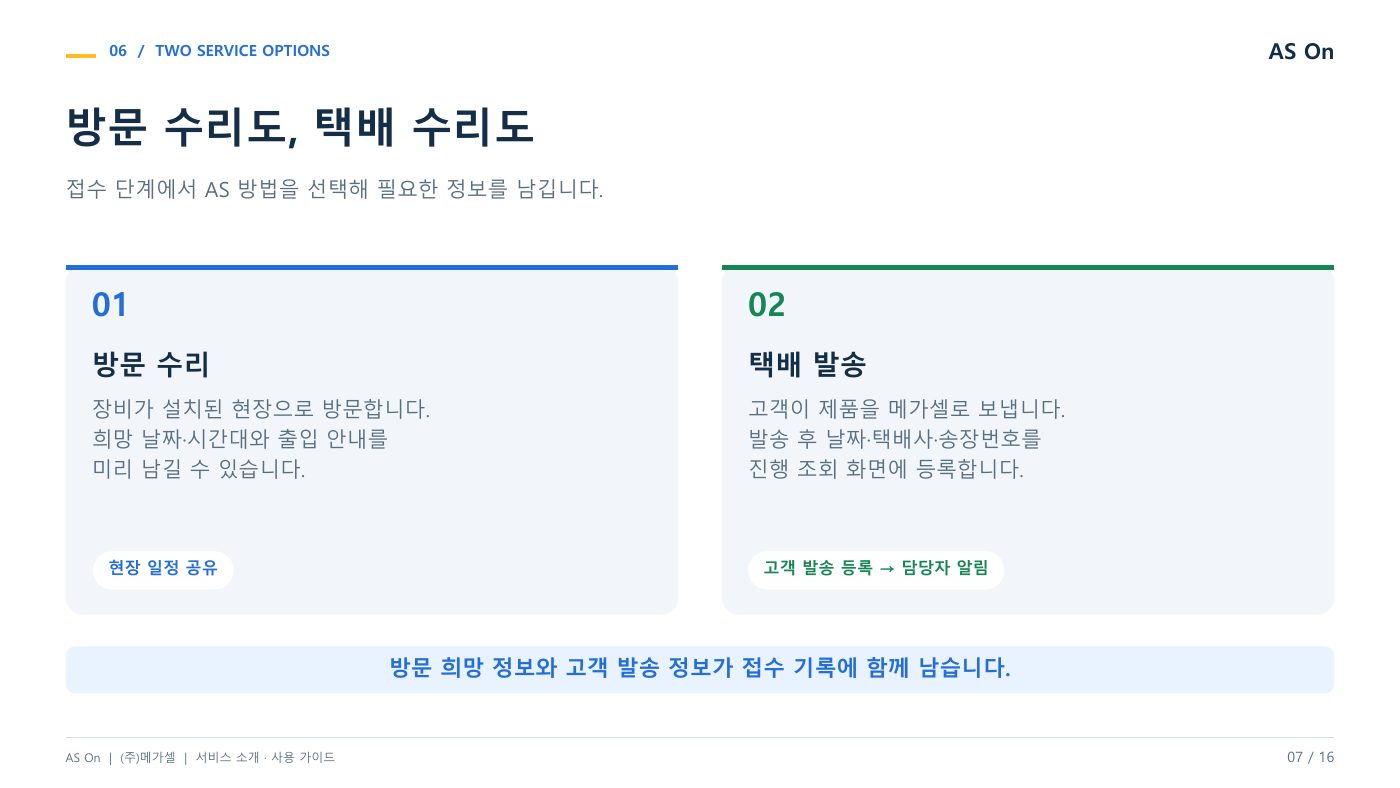 06 / TWO SERVICE OPTIONS
AS On
방문 수리도, 택배 수리도
접수 단계에서 AS 방법을 선택해 필요한 정보를 남깁니다.
01
방문 수리
장비가 설치된 현장으로 방문합니다.
희망 날짜·시간대와 출입 안내를
미리 남길 수 있습니다.
현장 일정 공유
02
택배 발송
고객이 제품을 메가셀로 보냅니다.
발송 후 날짜·택배사·송장번호를
진행 조회 화면에 등록합니다.
고객 발송 등록 → 담당자 알림
방문 희망 정보와 고객 발송 정보가 접수 기록에 함께 남습니다.
AS On | (주)메가셀 | 서비스 소개 · 사용 가이드
07 / 16